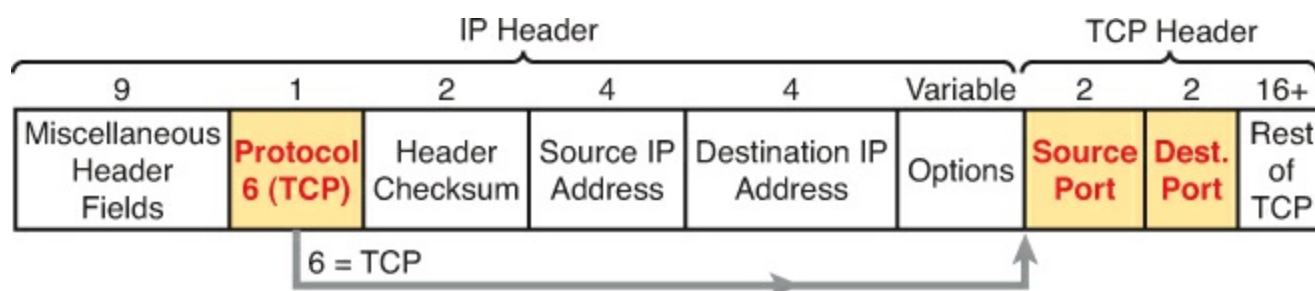 IP Header
TCP Header
9
1
2
4
4
Variable
2
2
16+
Miscellaneous
Header
Fields
Protocol
6 (TCP)
Header
Checksum
Source IP
Address
Destination IP
Address
Options
Source
Port
Dest.
Port
Rest
of
TCP
6 = TCP